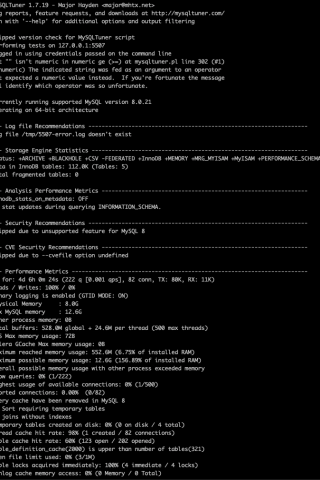 SQLTuner 1.7.19 - Major Hayden <major@mhtx.net>
g reports, feature requests, and downloads at http://mysqltuner.com/
n with '--help' for additional options and output filtering
ipped version check for MySQLTuner script
rforming tests on 127.0.0.1:5507
gged in using credentials passed on the command line
t "" isn't numeric in numeric ge (>=) at mysqltuner.pl line 302 (#1)
numeric) The indicated string was fed as an argument to an operator
t expected a numeric value instead. If you're fortunate the message
l identify which operator was so unfortunate.
rrently running supported MySQL version 8.0.21
erating on 64-bit architecture
- Log file Recommendations
g file /tmp/5507-error.log doesn't exist
- Storage Engine Statistics
atus: +ARCHIVE +BLACKHOLE +CSV -FEDERATED +InnoDB +MEMORY +MRG_MYISAM +MyISAM +PERFORMANCE_SCHEMA
ta in InnoDB tables: 112.0K (Tables: 5)
tal fragmented tables: 0
- Analysis Performance Metrics
nodb_stats_on_metadata: OFF
stat updates during querying INFORMATION_SCHEMA.
- Security Recommendations
ipped due to unsupported feature for MySQL 8
- CVE Security Recommendations
ipped due to --cvefile option undefined
- Performance Metrics
for: 4d 6h 0m 24s (222 q [0.001 qps], 82 conn, TX: 80K, RX: 11K)
ads / Writes: 100% / 0%
nary logging is enabled (GTID MODE: ON)
ysical Memory : 8.0G
x MySQL memory : 12.6G
her process memory: 0B
tal buffers: 528.0M global + 24.6M per thread (500 max threads)
S Max memory usage: 72B
lera GCache Max memory usage: 0B
ximum reached memory usage: 552.6M (6.75% of installed RAM)
ximum possible memory usage: 12.6G (156.89% of installed RAM)
erall possible memory usage with other process exceeded memory
ow queries: 0% (1/222)
ghest usage of available connections: 0% (1/500)
orted connections: 0.00% (0/82)
ery cache have been removed in MySQL 8
Sort requiring temporary tables
joins without indexes
mporary tables created on disk: 0% (0 on disk / 4 total)
read cache hit rate: 98% (1 created / 82 connections)
ble cache hit rate: 60% (123 open / 202 opened)
ble_definition_cache(2000) is upper than number of tables(321)
en file limit used: 0% (3/1M)
ble locks acquired immediately: 100% (4 immediate / 4 locks)
nlog cache memory access: 0% (0 Memory / 0 Total)